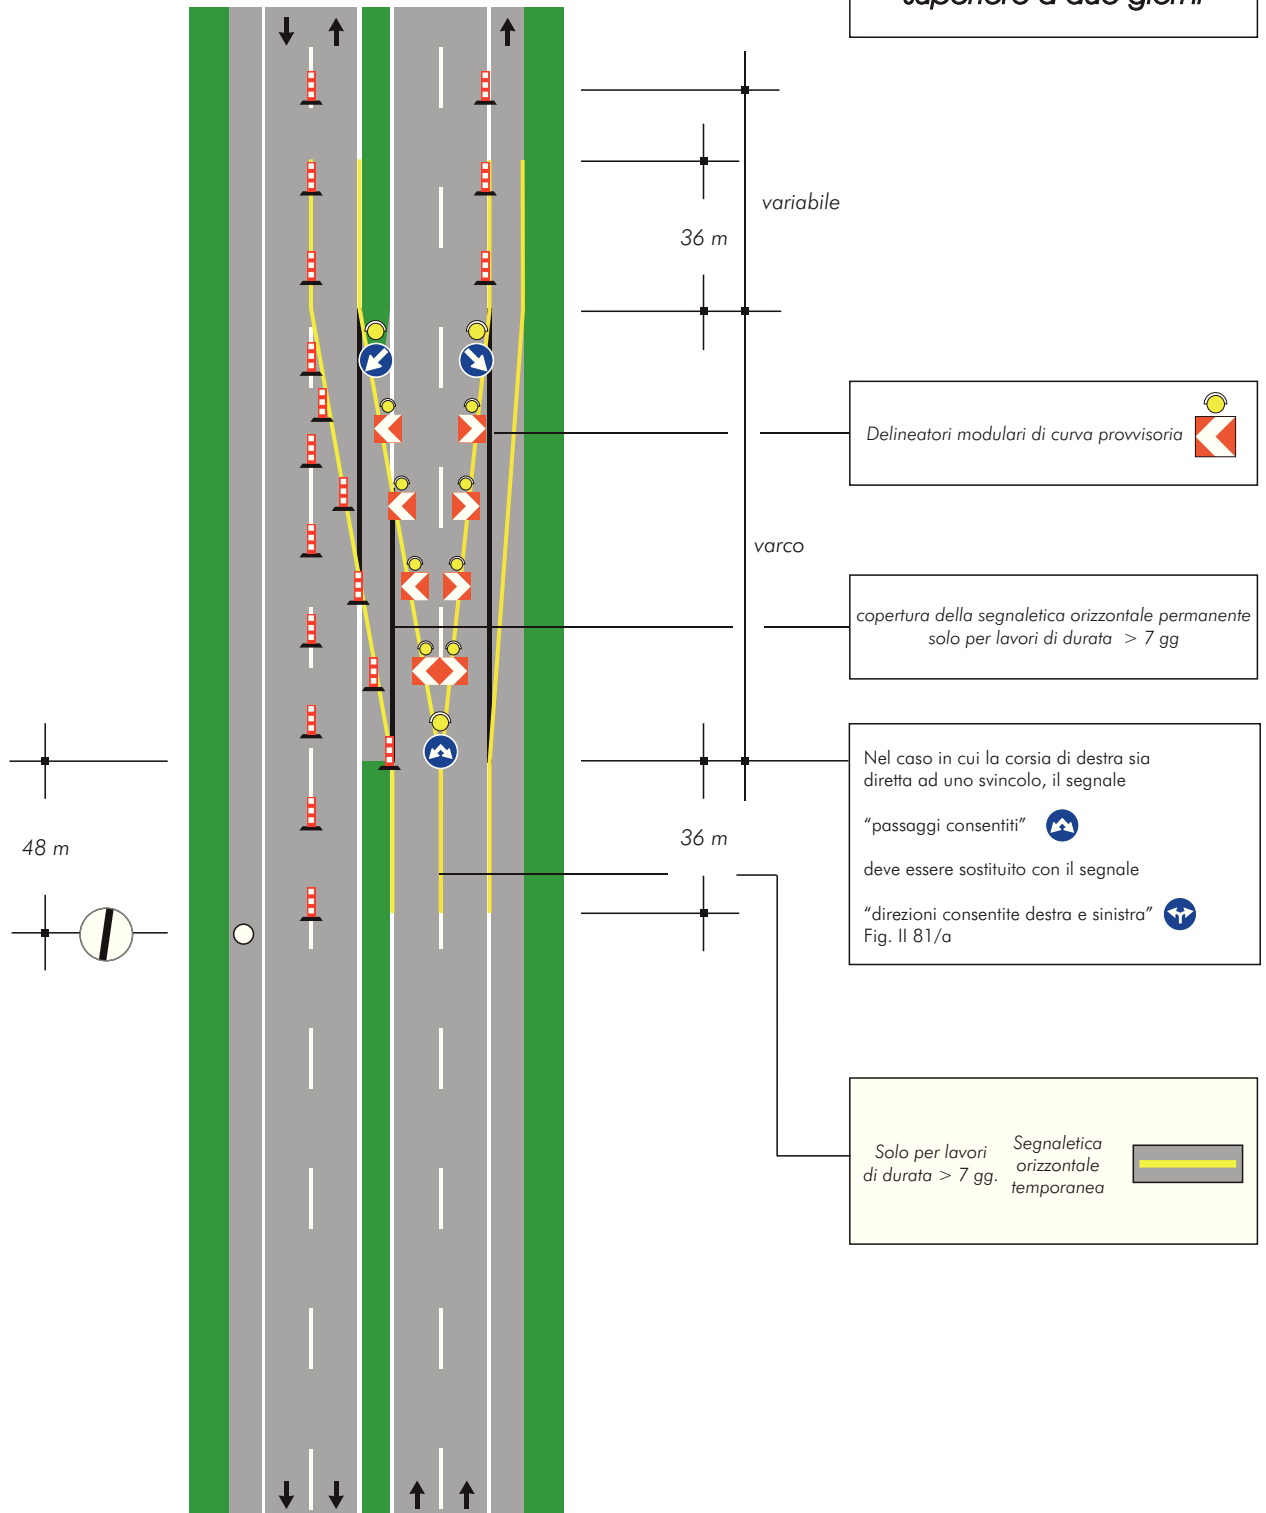 superiore a due giorni
variabile
36 m
Delineatori modulari di curva provvisoria
varco
copertura della segnaletica orizzontale permanente
solo per lavori di durata > 7 gg
Nel caso in cui la corsia di destra sia
diretta ad uno svincolo, il segnale
“passaggi consentiti”
deve essere sostituito con il segnale
“direzioni consentite destra e sinistra”
Fig. II 81/a
48 m
36 m
Solo per lavori
di durata > 7 gg.
Segnaletica
orizzontale
temporanea